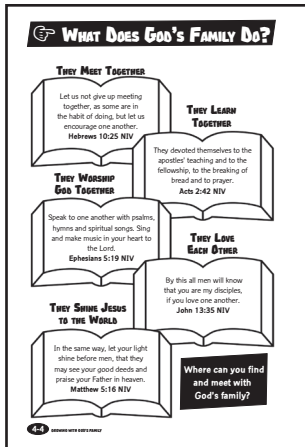 WHAT DOES GOD'S FAMILY DO?
THEY MEET TOGETHER
Let us not give up meeting
together, as some are in
the habit of doing, but let us
encourage one another.
Hebrews 10:25 NIV
THEY LEARN
TOGETHER
They devoted themselves to the
apostles' teaching and to the
fellowship, to the breaking of
bread and to prayer.
Acts 2:42 NIV
THEY WORSHIP
GOD TOGETHER
Speak to one another with psalms,
hymns and spiritual songs. Sing
and make music in your heart to
the Lord.
Ephesians 5:19 NIV
THEY LOVE
EACH OTHER
By this all men will know
that you are my disciples,
if you love one another.
John 13:35 NIV
THEY SHINE JESUS
TO THE WORLD
In the same way, let your light
shine before men, that they
may see your good deeds and
praise your Father in heaven.
Matthew 5:16 NIV
Where can you find
and meet with
God's family?
4-4 GROWING WITH GOD'S FAMILY